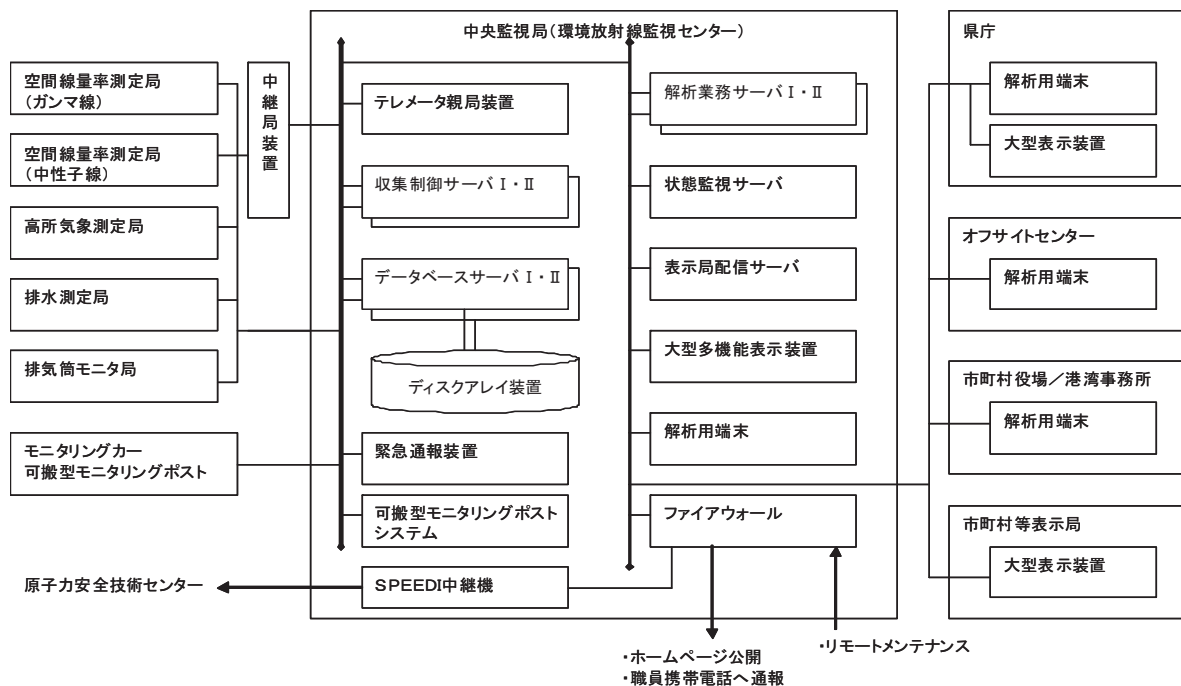 中央監視局(環境放射線監視センター)
空間線量率測定局
(ガンマ線)
空間線量率測定局
(中性子線)
高所気象測定局
排水測定局
排気筒モニタ局
モニタリングカー
可搬型モニタリングポスト
中継局装置
テレメータ親局装置
収集制御サーバⅠ・Ⅱ
データベースサーバⅠ・Ⅱ
ディスクアレイ装置
緊急通報装置
可搬型モニタリングポスト
システム
SPEEDI中継機
原子力安全技術センター
解析業務サーバⅠ・Ⅱ
状態監視サーバ
表示局配信サーバ
大型多機能表示装置
解析用端末
ファイアウォール
・ホームページ公開
・職員携帯電話へ通報
・リモートメンテナンス
県庁
解析用端末
大型表示装置
オフサイトセンター
解析用端末
市町村役場/港湾事務所
解析用端末
市町村等表示局
大型表示装置